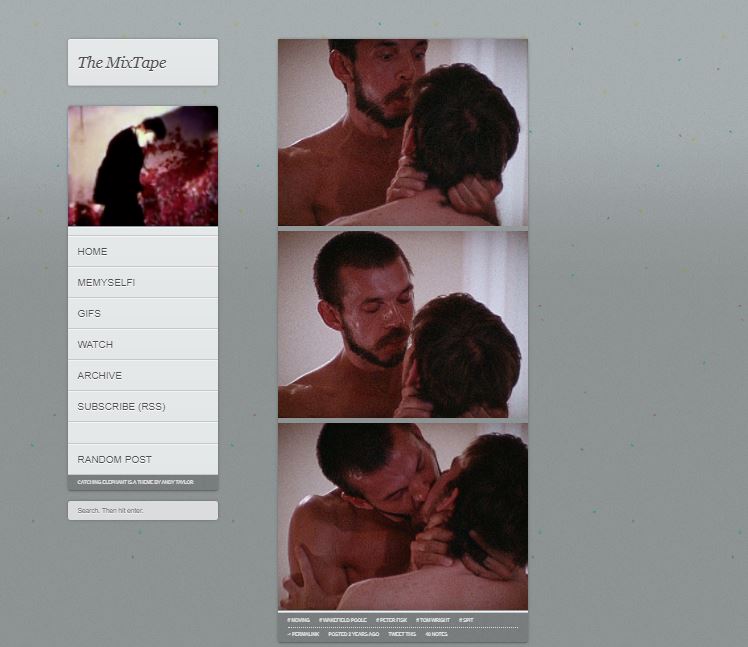 The MixTape
HOME
MEMYSELFI
GIFS
WATCH
ARCHIVE
SUBSCRIBE (RSS)
RANDOM POST
CATCHING ELEPHANT IS A THEME BY ANDY TAYLOR
Search. Then hit enter.
# MOVING # WAKEFIELD POOLE # PETER FISK # TOM WRIGHT # SPIT
∞ PERMALINK POSTED 2 YEARS AGO TWEET THIS 40 NOTES